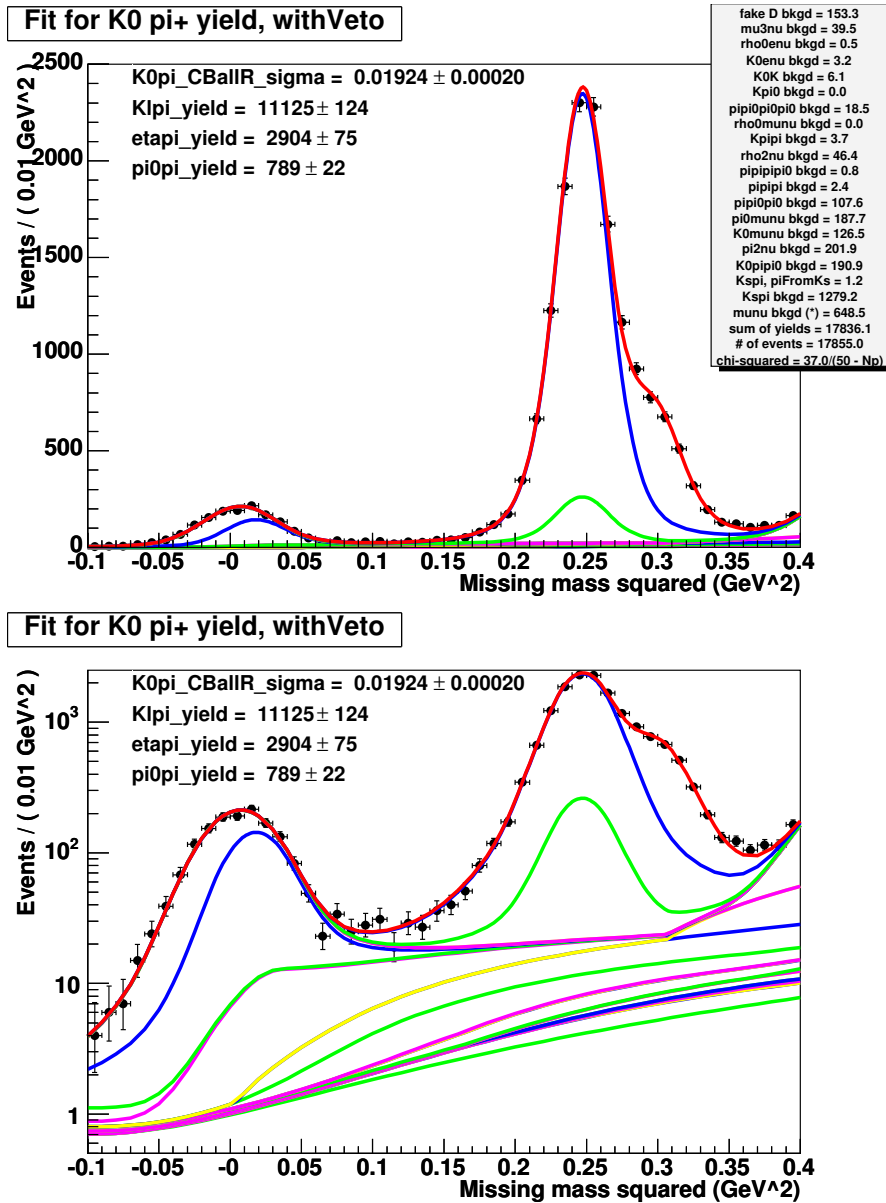 Fit for K0 pi+ yield, withVeto
fake D bkgd = 153.3
mu3nu bkgd = 39.5
rho0enu bkgd = 0.5
K0enu bkgd = 3.2
K0K bkgd = 6.1
Kpi0 bkgd = 0.0
pipi0pi0pi0 bkgd = 18.5
rho0munu bkgd = 0.0
Kpipi bkgd = 3.7
rho2nu bkgd = 46.4
pipipipi0 bkgd = 0.8
pipipi bkgd = 2.4
pipi0pi0 bkgd = 107.6
pi0munu bkgd = 187.7
K0munu bkgd = 126.5
pi2nu bkgd = 201.9
K0pipi0 bkgd = 190.9
Kspi, piFromKs = 1.2
Kspi bkgd = 1279.2
munu bkgd (*) = 648.5
sum of yields = 17836.1
# of events = 17855.0
chi-squared = 37.0/(50 - Np)
K0pi_CBallR_sigma = 0.01924 ± 0.00020
Klpi_yield = 11125 ± 124
etapi_yield = 2904 ± 75
pi0pi_yield = 789 ± 22
Events / ( 0.01 GeV^2 )
2500
2000
1500
1000
500
0
-0.1 -0.05 -0 0.05 0.1 0.15 0.2 0.25 0.3 0.35 0.4
Missing mass squared (GeV^2)
Fit for K0 pi+ yield, withVeto
K0pi_CBallR_sigma = 0.01924 ± 0.00020
Klpi_yield = 11125 ± 124
etapi_yield = 2904 ± 75
pi0pi_yield = 789 ± 22
Events / ( 0.01 GeV^2 )
10^3
10^2
10
1
-0.1 -0.05 -0 0.05 0.1 0.15 0.2 0.25 0.3 0.35 0.4
Missing mass squared (GeV^2)